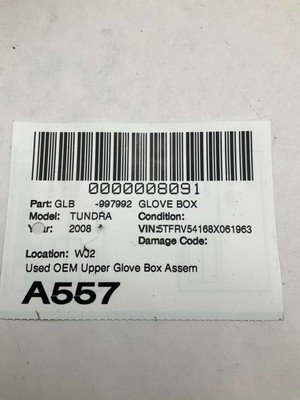 0000008091
Part: GLB -997992 GLOVE BOX
Model: TUNDRA Condition:
Year: 2008 VIN:5TFRV54168X061963
Damage Code:
Location: W02
Used OEM Upper Glove Box Assem
A557